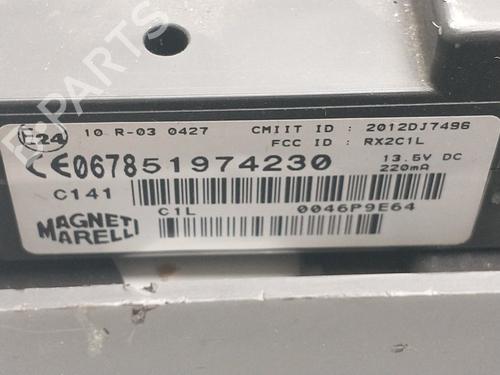 B-PARTS
E24
10 R-03 0427
CMIIT ID : 2012DJ7496
FCC ID : RX2C1L
CE0678
51974230
13.5V DC
220mA
C141
MAGNETI
MARELLI
C1L
0046P9E64